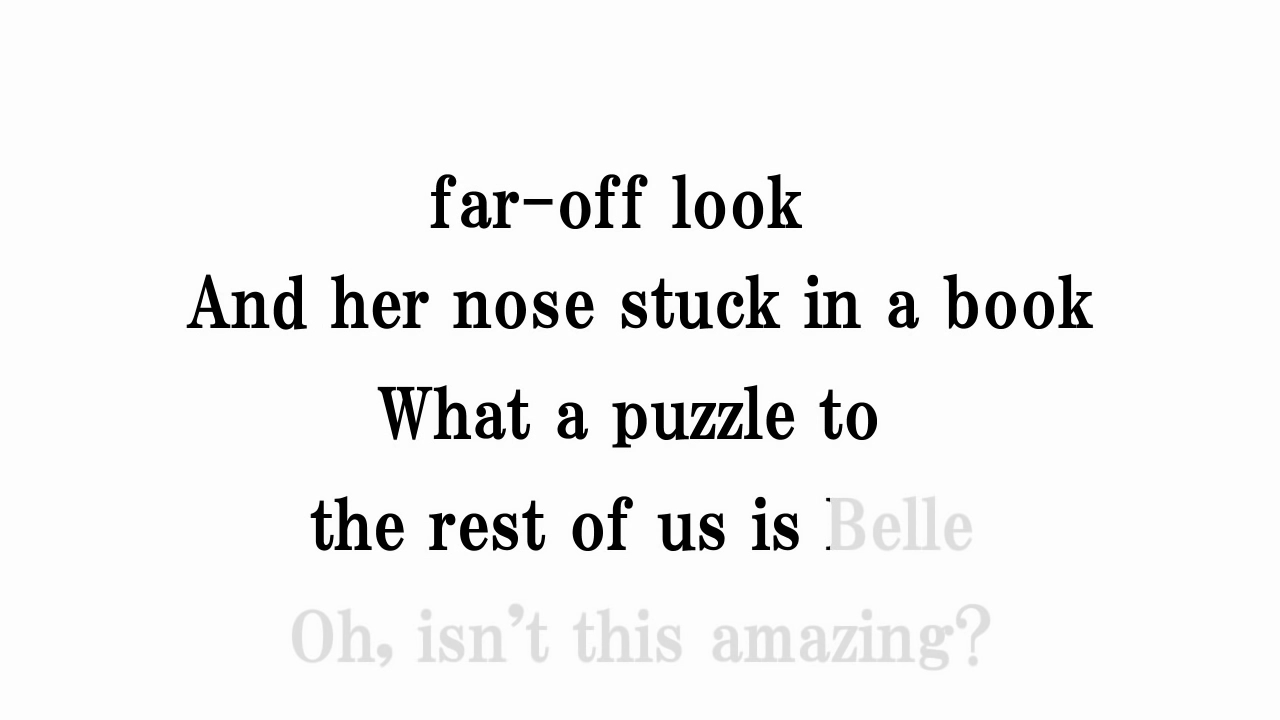 far-off look
And her nose stuck in a book
What a puzzle to
the rest of us is Belle
Oh, isn't this amazing?